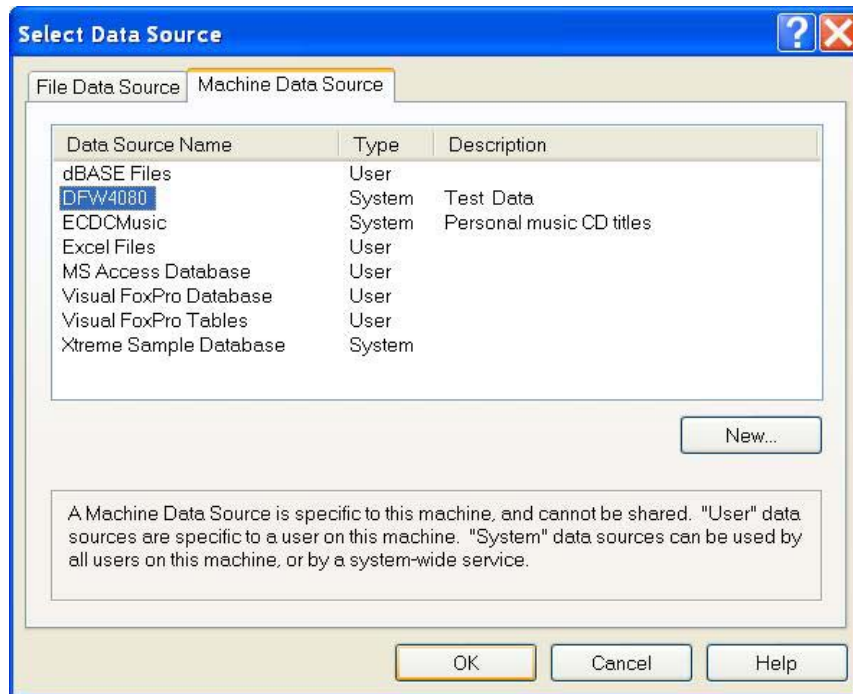 Select Data Source
File Data Source Machine Data Source
Data Source Name Type Description
dBASE Files User
DFW4080 System Test Data
ECDCMusic System Personal music CD titles
Excel Files User
MS Access Database User
Visual FoxPro Database User
Visual FoxPro Tables User
Xtreme Sample Database System
New...
A Machine Data Source is specific to this machine, and cannot be shared. "User" data
sources are specific to a user on this machine. "System" data sources can be used by
all users on this machine, or by a system-wide service.
OK Cancel Help